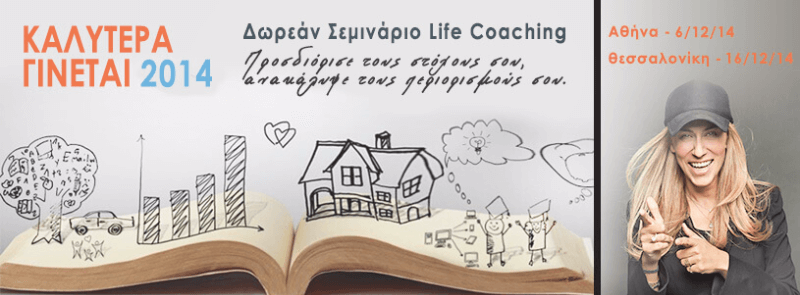 ΚΑΛΥΤΕΡΑ
ΓΙΝΕΤΑΙ 2014
Δωρεάν Σεμινάριο Life Coaching
Προσδιόρισε τους στόχους σου,
ανακάλυψε τους περιορισμούς σου.
Αθήνα - 6/12/14
Θεσσαλονίκη - 16/12/14